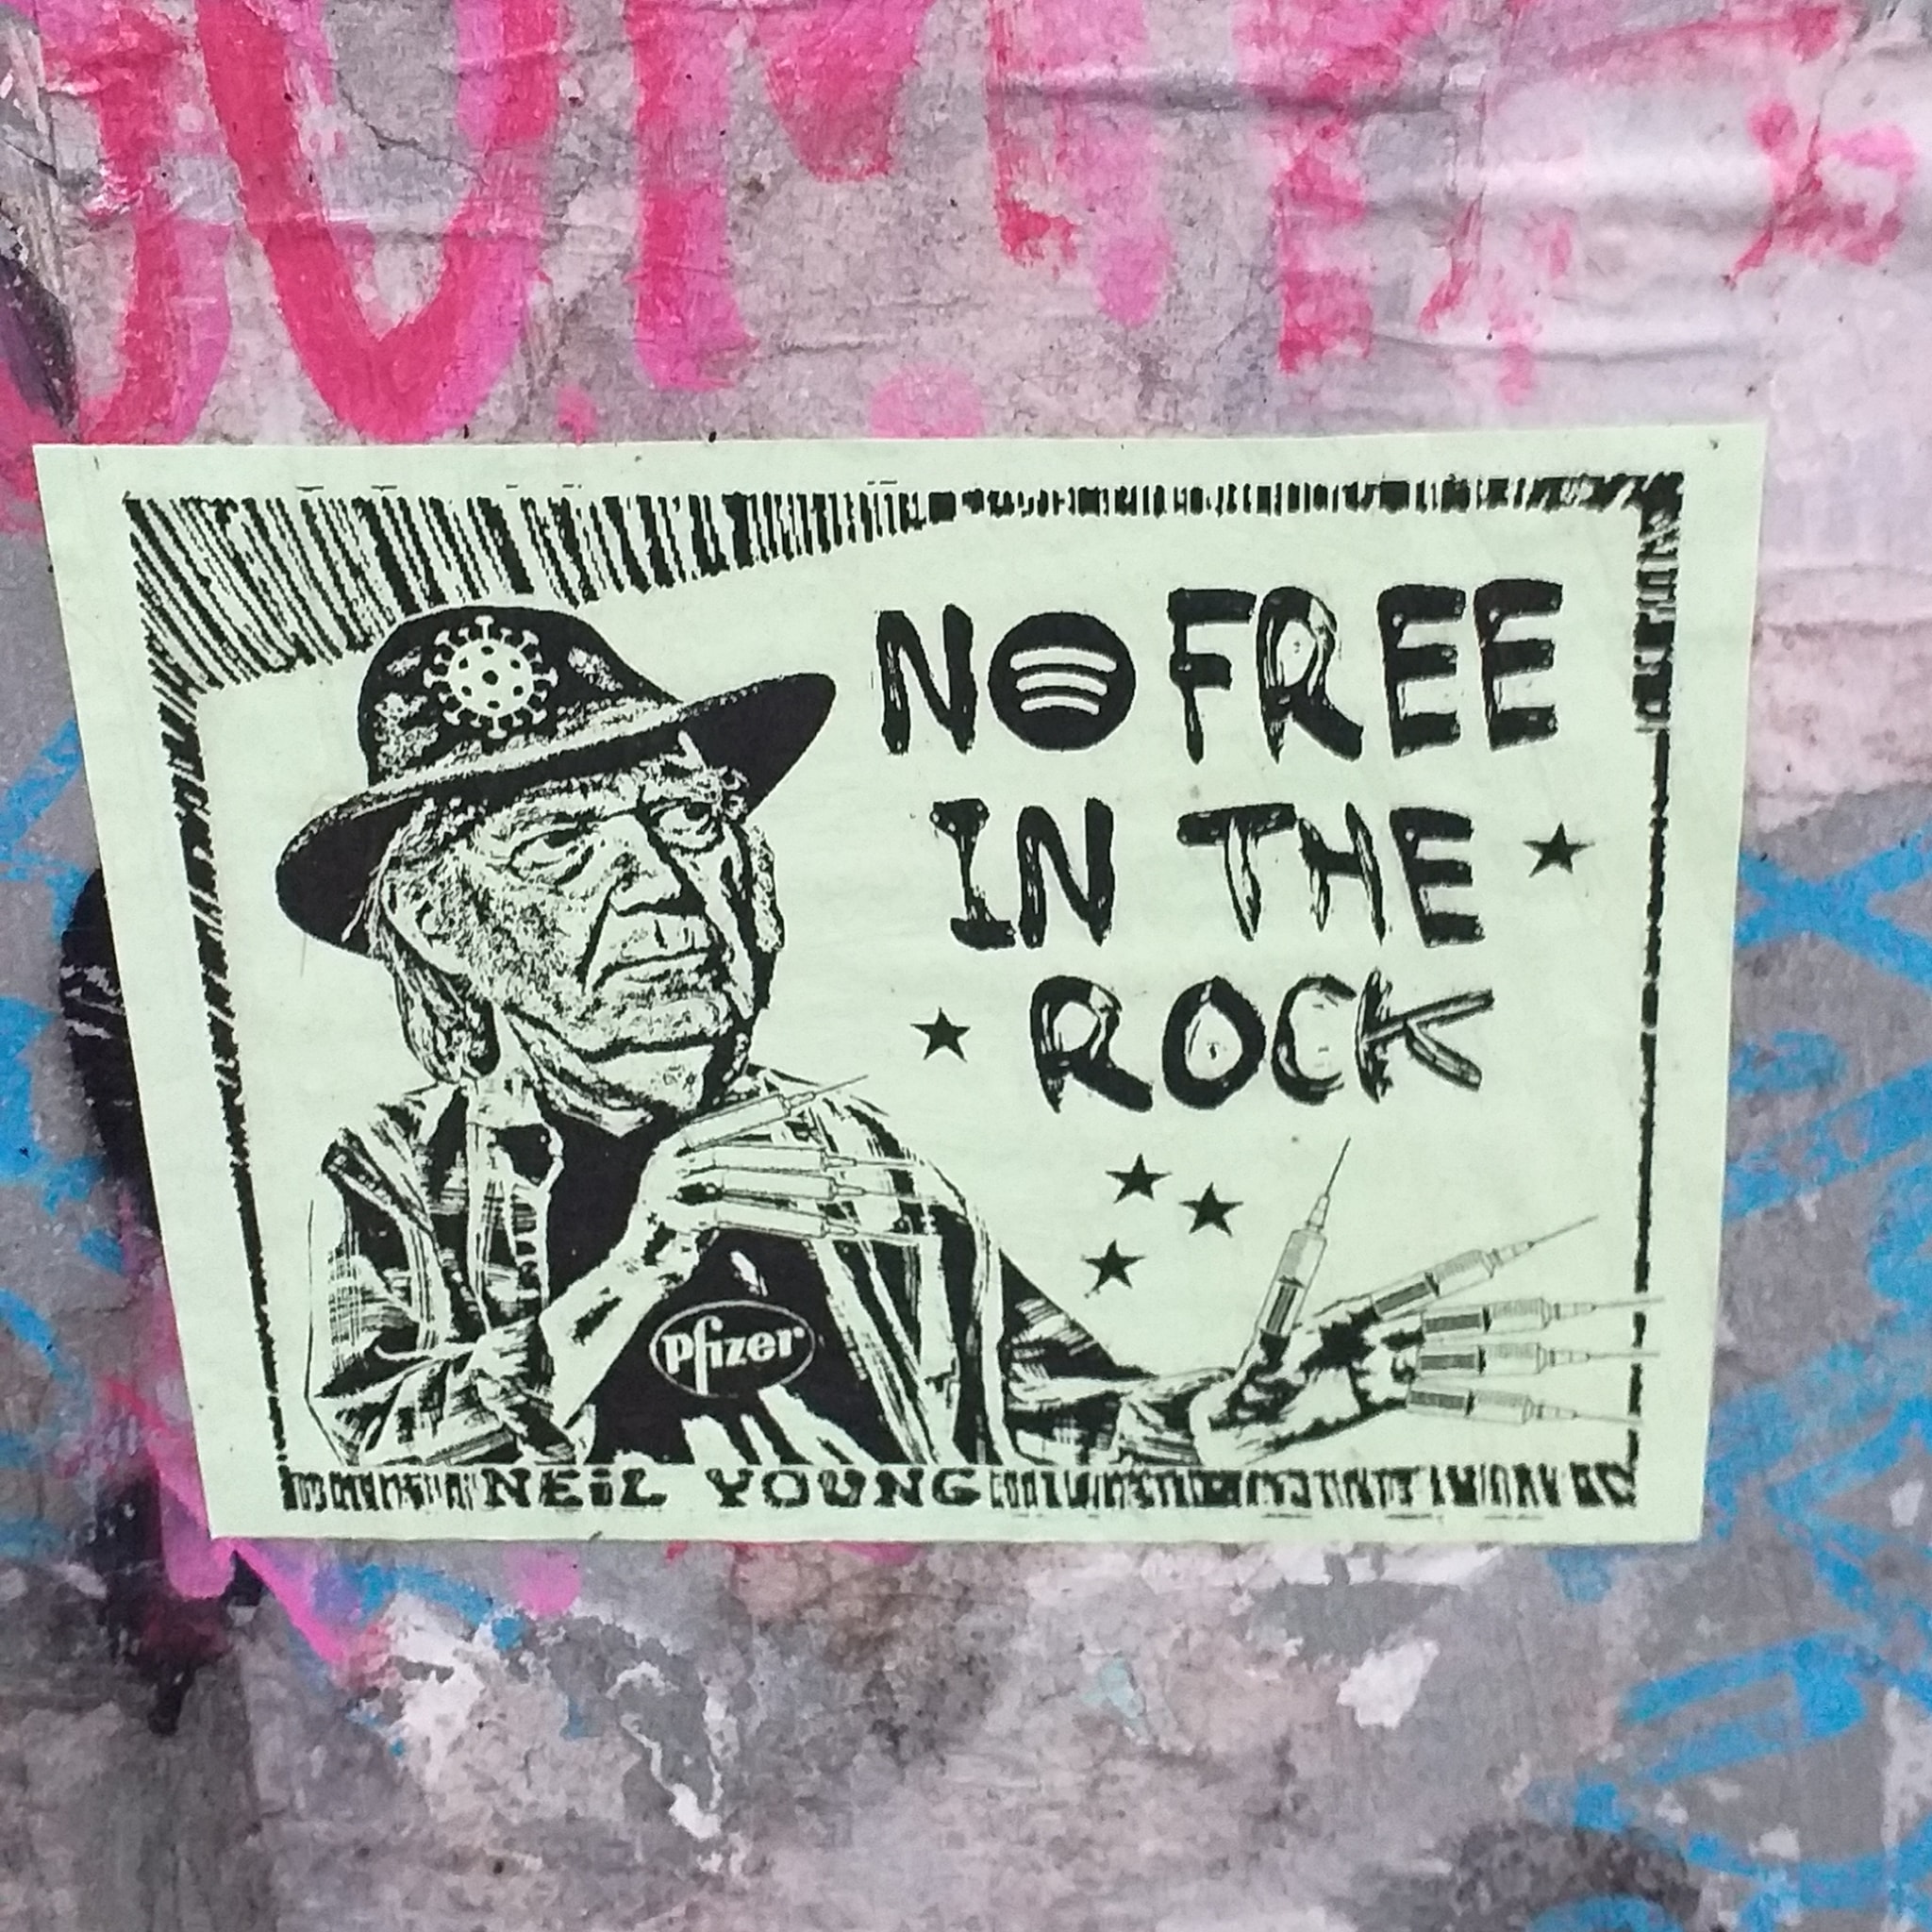 NO FREE
IN THE
ROCK
Pfizer
NEiL YOUNG